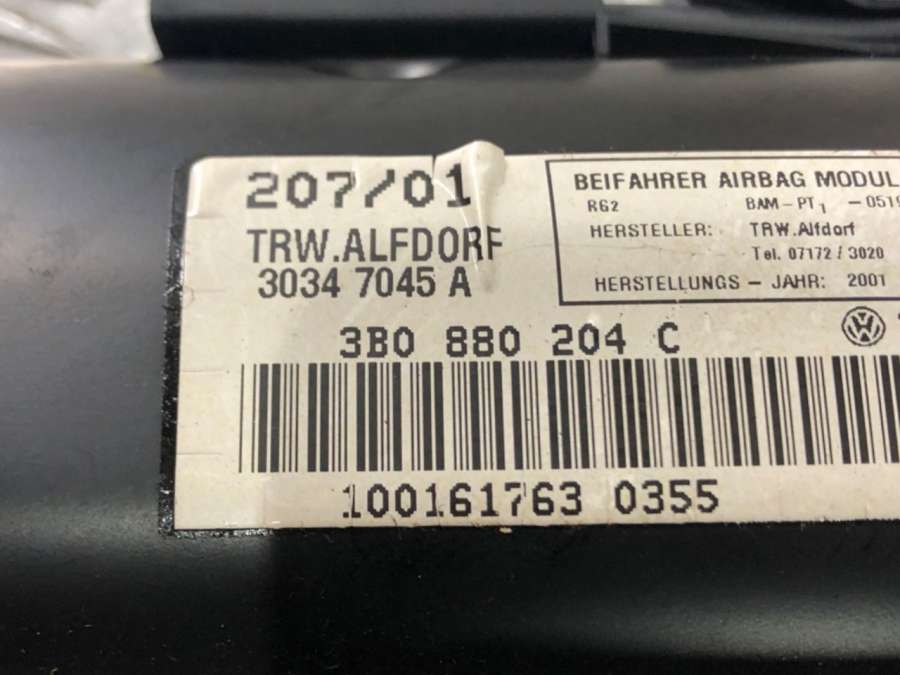 207/01
TRW.ALFDORF
3034 7045 A
BEIFAHRER AIRBAG MODUL
RG2 BAM-PT1 -0519
HERSTELLER: TRW.Alfdorf
Tel. 07172/3020
HERSTELLUNGS - JAHR: 2001
3B0 880 204 C
100161763 0355